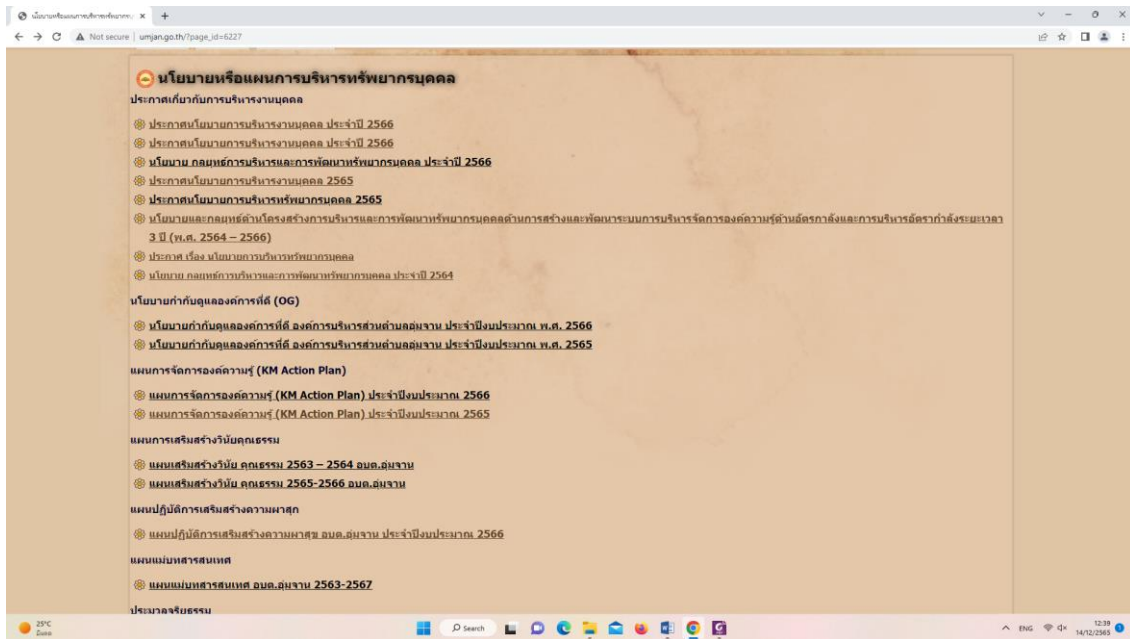 นโยบายหรือแผนการบริหารทรัพยากรบุคค
Not secure | umjan.go.th/?page_id=6227
นโยบายหรือแผนการบริหารทรัพยากรบุคคล
ประกาศเกี่ยวกับการบริหารงานบุคคล
ประกาศนโยบายการบริหารงานบุคคล ประจำปี 2566
ประกาศนโยบายการบริหารงานบุคคล ประจำปี 2566
นโยบาย กลยุทธ์การบริหารและการพัฒนาทรัพยากรบุคคล ประจำปี 2566
ประกาศนโยบายการบริหารงานบุคคล 2565
ประกาศนโยบายการบริหารทรัพยากรบุคคล 2565
นโยบายและกลยุทธ์ด้านโครงสร้างการบริหารและการพัฒนาทรัพยากรบุคคลด้านการสร้างและพัฒนาระบบการบริหารจัดการองค์ความรู้ด้านอัตรากาลังและการบริหารอัตรากำลังระยะเวลา
3 ปี (พ.ศ. 2564 – 2566)
ประกาศ เรื่อง นโยบายการบริหารทรัพยากรบุคคล
นโยบาย กลยุทธ์การบริหารและการพัฒนาทรัพยากรบุคคล ประจำปี 2564
นโยบายกำกับดูแลองค์การที่ดี (OG)
นโยบายกำกับดูแลองค์การที่ดี องค์การบริหารส่วนตำบลอุ่มจาน ประจำปีงบประมาณ พ.ศ. 2566
นโยบายกำกับดูแลองค์การที่ดี องค์การบริหารส่วนตำบลอุ่มจาน ประจำปีงบประมาณ พ.ศ. 2565
แผนการจัดการองค์ความรู้ (KM Action Plan)
แผนการจัดการองค์ความรู้ (KM Action Plan) ประจำปีงบประมาณ 2566
แผนการจัดการองค์ความรู้ (KM Action Plan) ประจำปีงบประมาณ 2565
แผนการเสริมสร้างวินัยคุณธรรม
แผนเสริมสร้างวินัย คุณธรรม 2563 – 2564 อบต.อุ่มจาน
แผนเสริมสร้างวินัย คุณธรรม 2565-2566 อบต.อุ่มจาน
แผนปฏิบัติการเสริมสร้างความผาสุก
แผนปฏิบัติการเสริมสร้างความผาสุข อบต.อุ่มจาน ประจำปีงบประมาณ 2566
แผนแม่บทสารสนเทศ
แผนแม่บทสารสนเทศ อบต.อุ่มจาน 2563-2567
ประมวลจริยธรรม
25°C
Search
ENG
12:39
14/12/2565